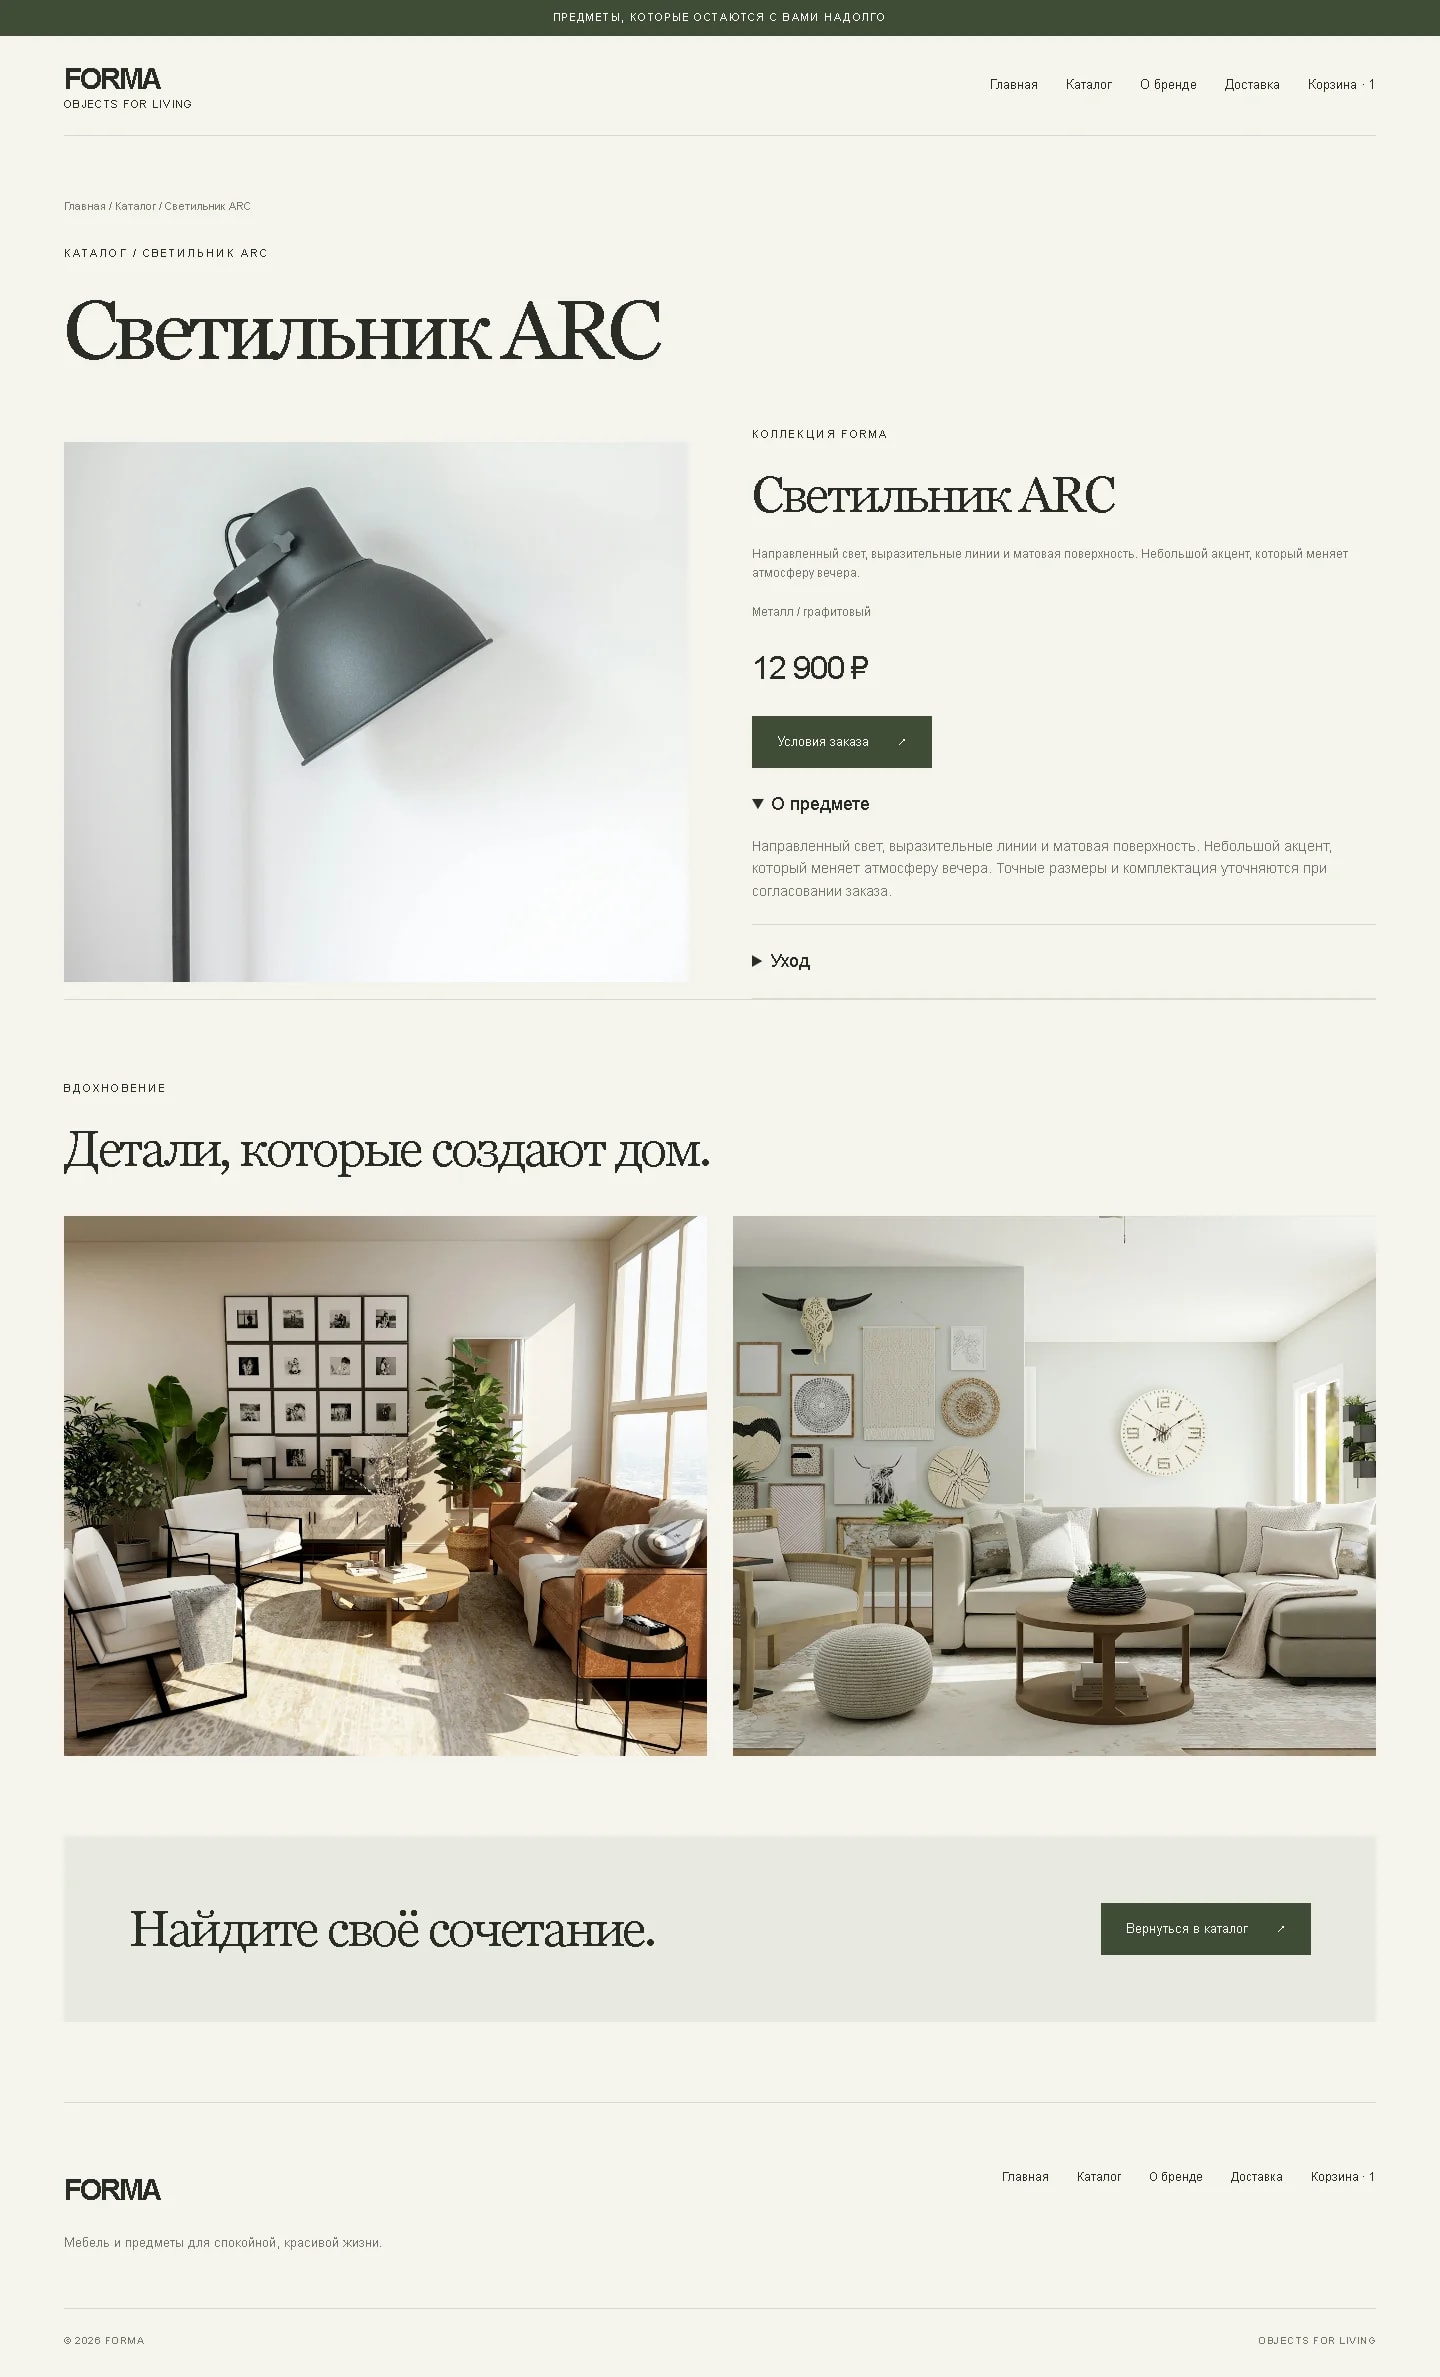 ПРЕДМЕТЫ, КОТОРЫЕ ОСТАЮТСЯ С ВАМИ НАДОЛГО
FORMA
OBJECTS FOR LIVING
Главная Каталог О бренде Доставка Корзина · 1
Главная / Каталог / Светильник ARC
КАТАЛОГ / СВЕТИЛЬНИК ARC
Светильник ARC
КОЛЛЕКЦИЯ FORMA
Светильник ARC
Направленный свет, выразительные линии и матовая поверхность. Небольшой акцент, который меняет
атмосферу вечера.
Металл / графитовый
12 900 ₽
Условия заказа ↗
▼ О предмете
Направленный свет, выразительные линии и матовая поверхность. Небольшой акцент,
который меняет атмосферу вечера. Точные размеры и комплектация уточняются при
согласовании заказа.
▶ Уход
ВДОХНОВЕНИЕ
Детали, которые создают дом.
Найдите своё сочетание.
Вернуться в каталог ↗
FORMA
Главная Каталог О бренде Доставка Корзина · 1
Мебель и предметы для спокойной, красивой жизни.
© 2026 FORMA
OBJECTS FOR LIVING